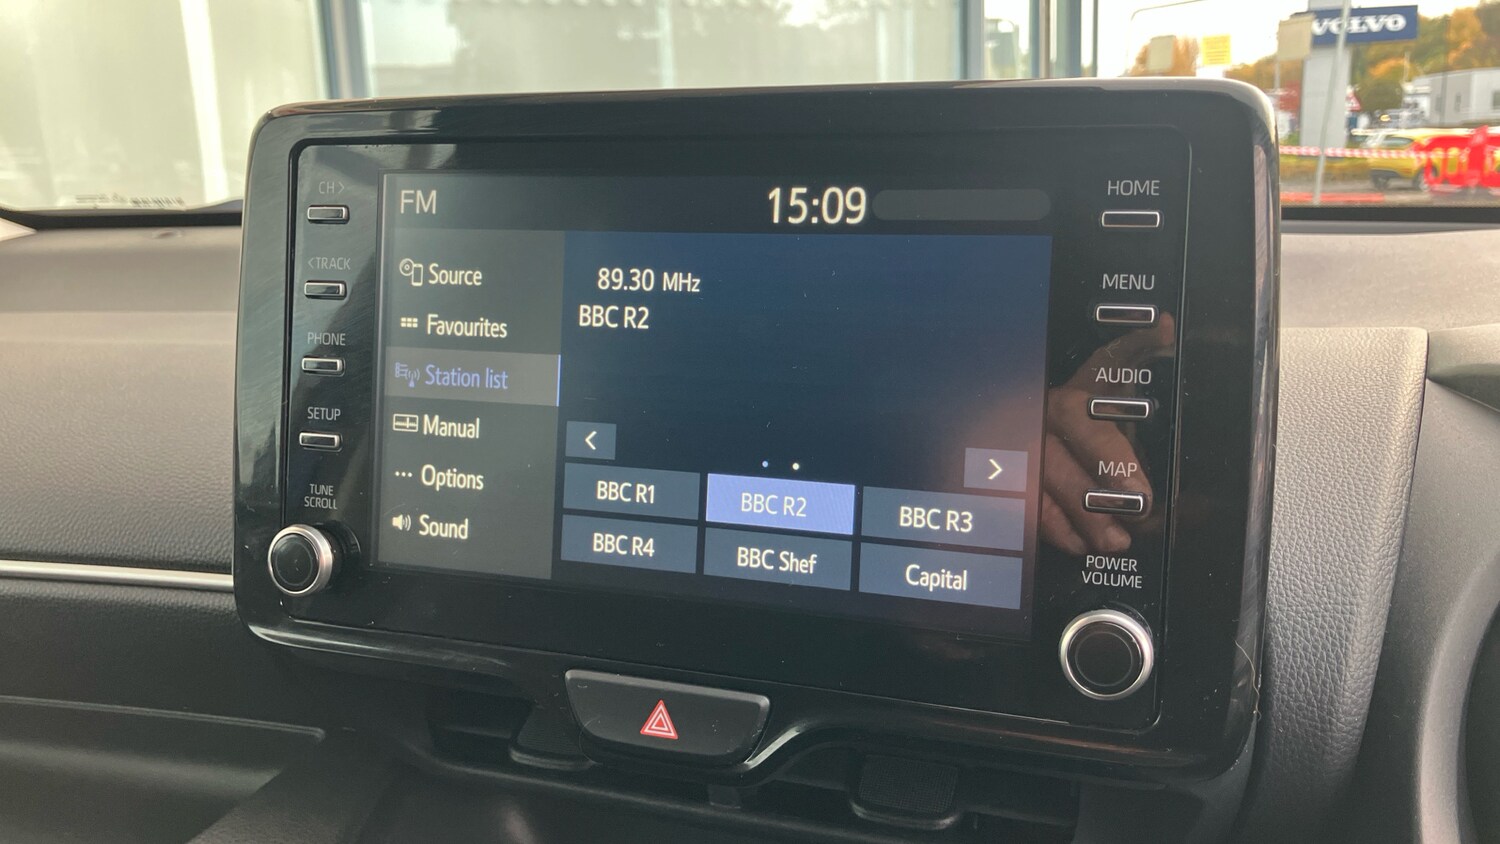 VOLVO
CH>
<TRACK
PHONE
SETUP
TUNE
SCROLL
FM
15:09
Source
Favourites
Station list
Manual
Options
Sound
89.30 MHz
BBC R2
<
>
BBC R1
BBC R2
BBC R3
BBC R4
BBC Shef
Capital
HOME
MENU
AUDIO
MAP
POWER
VOLUME